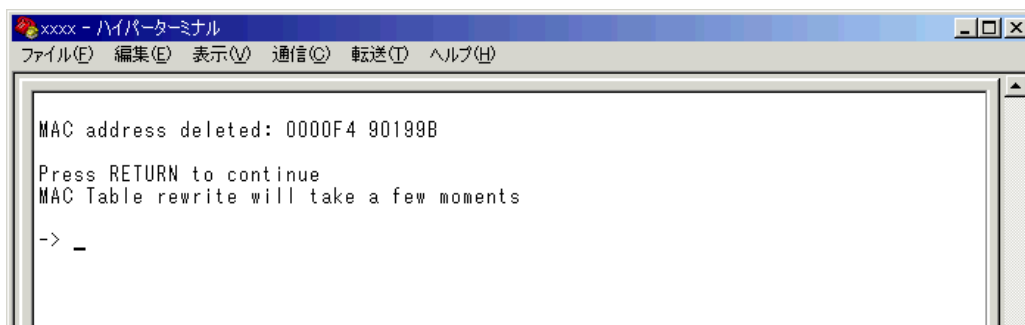 xxxx - ハイパーターミナル
ファイル(F) 編集(E) 表示(V) 通信(C) 転送(T) ヘルプ(H)
MAC address deleted: 0000F4 90199B
Press RETURN to continue
MAC Table rewrite will take a few moments
-> _